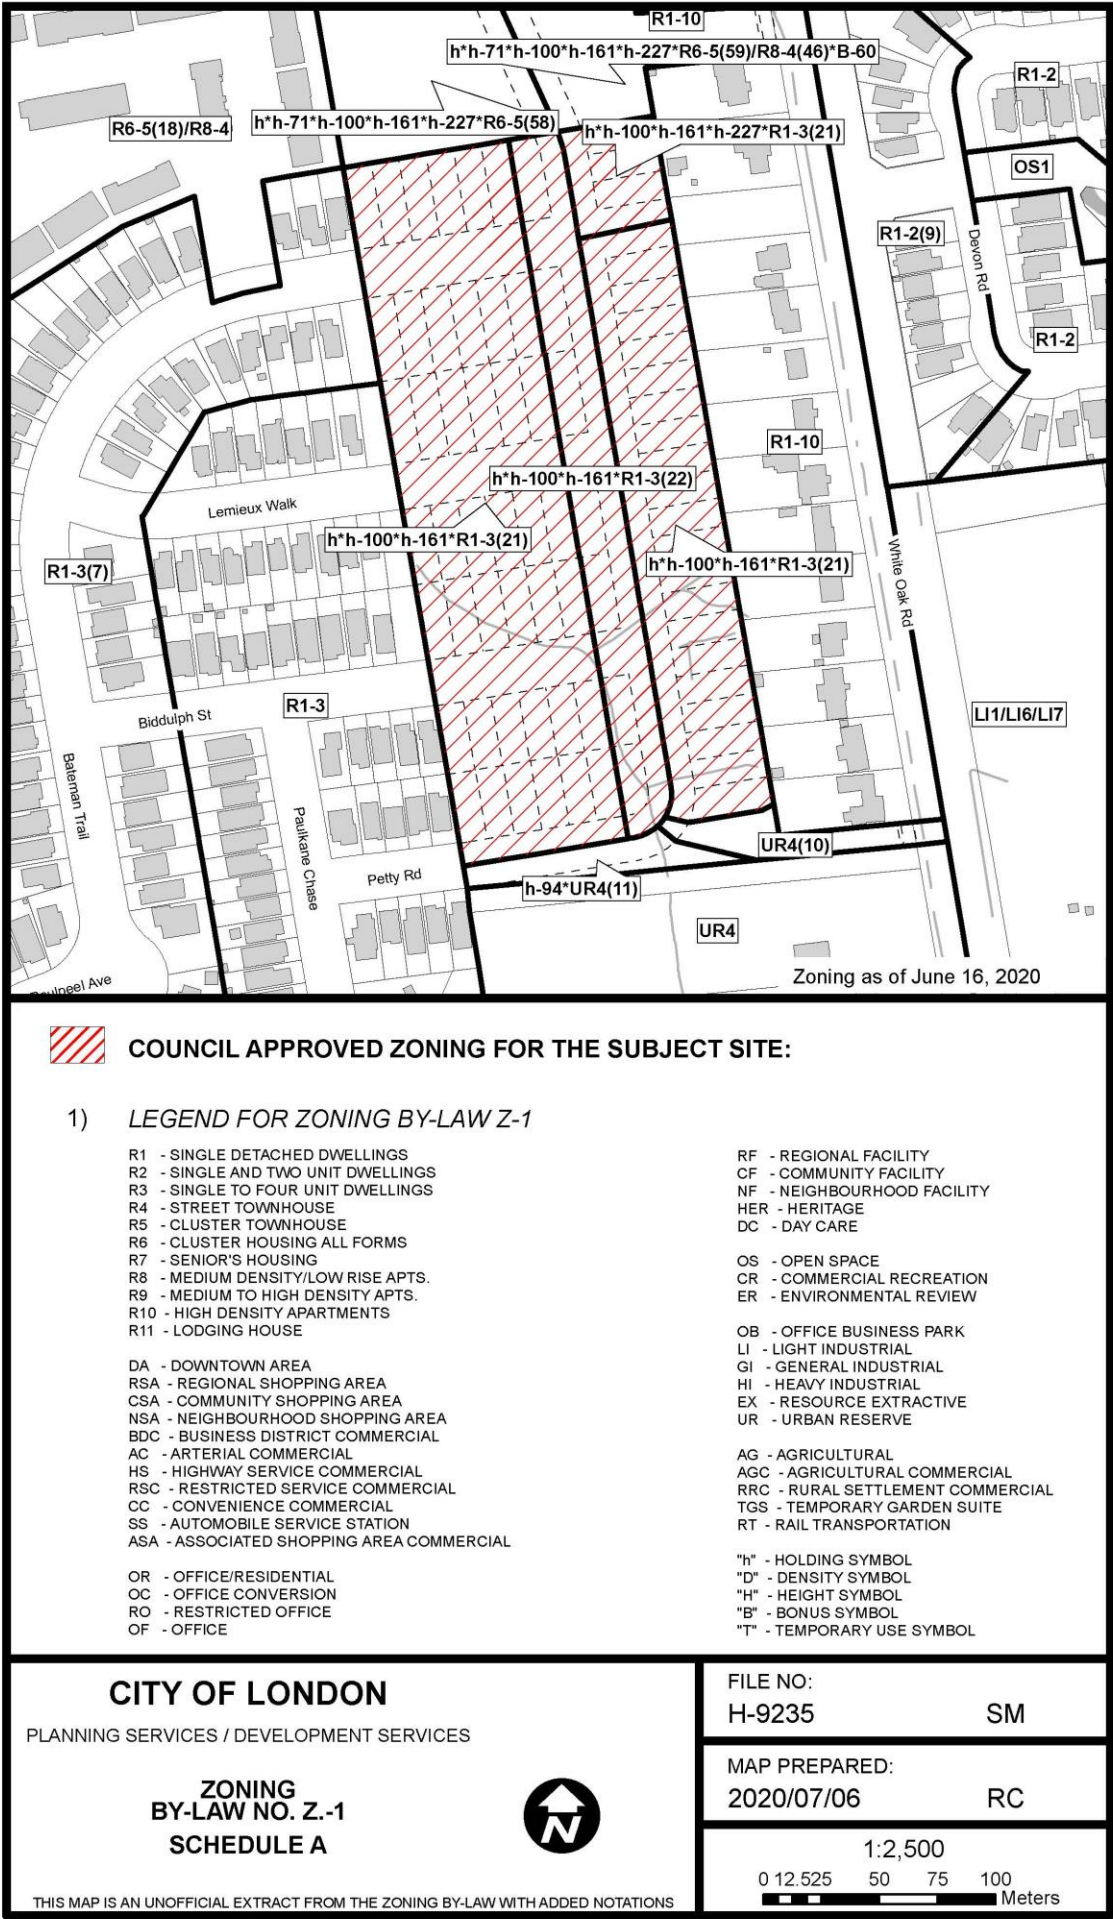 R1-10
h*h-71*h-100*h-161*h-227*R6-5(59)/R8-4(46)*B-60
R1-2
R6-5(18)/R8-4
h*h-71*h-100*h-161*h-227*R6-5(58)
h*h-100*h-161*h-227*R1-3(21)
OS1
R1-2(9)
Devon Rd
R1-2
R1-10
h*h-100*h-161*R1-3(22)
Lemieux Walk
h*h-100*h-161*R1-3(21)
h*h-100*h-161*R1-3(21)
R1-3(7)
White Oak Rd
R1-3
Biddulph St
LI1/LI6/LI7
Bateman Trail
Paulkane Chase
UR4(10)
Petty Rd
h-94*UR4(11)
UR4
Ave
Zoning as of June 16, 2020
COUNCIL APPROVED ZONING FOR THE SUBJECT SITE:
1) LEGEND FOR ZONING BY-LAW Z-1
R1 - SINGLE DETACHED DWELLINGS
R2 - SINGLE AND TWO UNIT DWELLINGS
R3 - SINGLE TO FOUR UNIT DWELLINGS
R4 - STREET TOWNHOUSE
R5 - CLUSTER TOWNHOUSE
R6 - CLUSTER HOUSING ALL FORMS
R7 - SENIOR'S HOUSING
R8 - MEDIUM DENSITY/LOW RISE APTS.
R9 - MEDIUM TO HIGH DENSITY APTS.
R10 - HIGH DENSITY APARTMENTS
R11 - LODGING HOUSE
DA - DOWNTOWN AREA
RSA - REGIONAL SHOPPING AREA
CSA - COMMUNITY SHOPPING AREA
NSA - NEIGHBOURHOOD SHOPPING AREA
BDC - BUSINESS DISTRICT COMMERCIAL
AC - ARTERIAL COMMERCIAL
HS - HIGHWAY SERVICE COMMERCIAL
RSC - RESTRICTED SERVICE COMMERCIAL
CC - CONVENIENCE COMMERCIAL
SS - AUTOMOBILE SERVICE STATION
ASA - ASSOCIATED SHOPPING AREA COMMERCIAL
OR - OFFICE/RESIDENTIAL
OC - OFFICE CONVERSION
RO - RESTRICTED OFFICE
OF - OFFICE
RF - REGIONAL FACILITY
CF - COMMUNITY FACILITY
NF - NEIGHBOURHOOD FACILITY
HER - HERITAGE
DC - DAY CARE
OS - OPEN SPACE
CR - COMMERCIAL RECREATION
ER - ENVIRONMENTAL REVIEW
OB - OFFICE BUSINESS PARK
LI - LIGHT INDUSTRIAL
GI - GENERAL INDUSTRIAL
HI - HEAVY INDUSTRIAL
EX - RESOURCE EXTRACTIVE
UR - URBAN RESERVE
AG - AGRICULTURAL
AGC - AGRICULTURAL COMMERCIAL
RRC - RURAL SETTLEMENT COMMERCIAL
TGS - TEMPORARY GARDEN SUITE
RT - RAIL TRANSPORTATION
"h" - HOLDING SYMBOL
"D" - DENSITY SYMBOL
"H" - HEIGHT SYMBOL
"B" - BONUS SYMBOL
"T" - TEMPORARY USE SYMBOL
CITY OF LONDON
PLANNING SERVICES / DEVELOPMENT SERVICES
ZONING
BY-LAW NO. Z.-1
SCHEDULE A
N
THIS MAP IS AN UNOFFICIAL EXTRACT FROM THE ZONING BY-LAW WITH ADDED NOTATIONS
FILE NO:
H-9235 SM
MAP PREPARED:
2020/07/06 RC
1:2,500
0 12.525 50 75 100
Meters